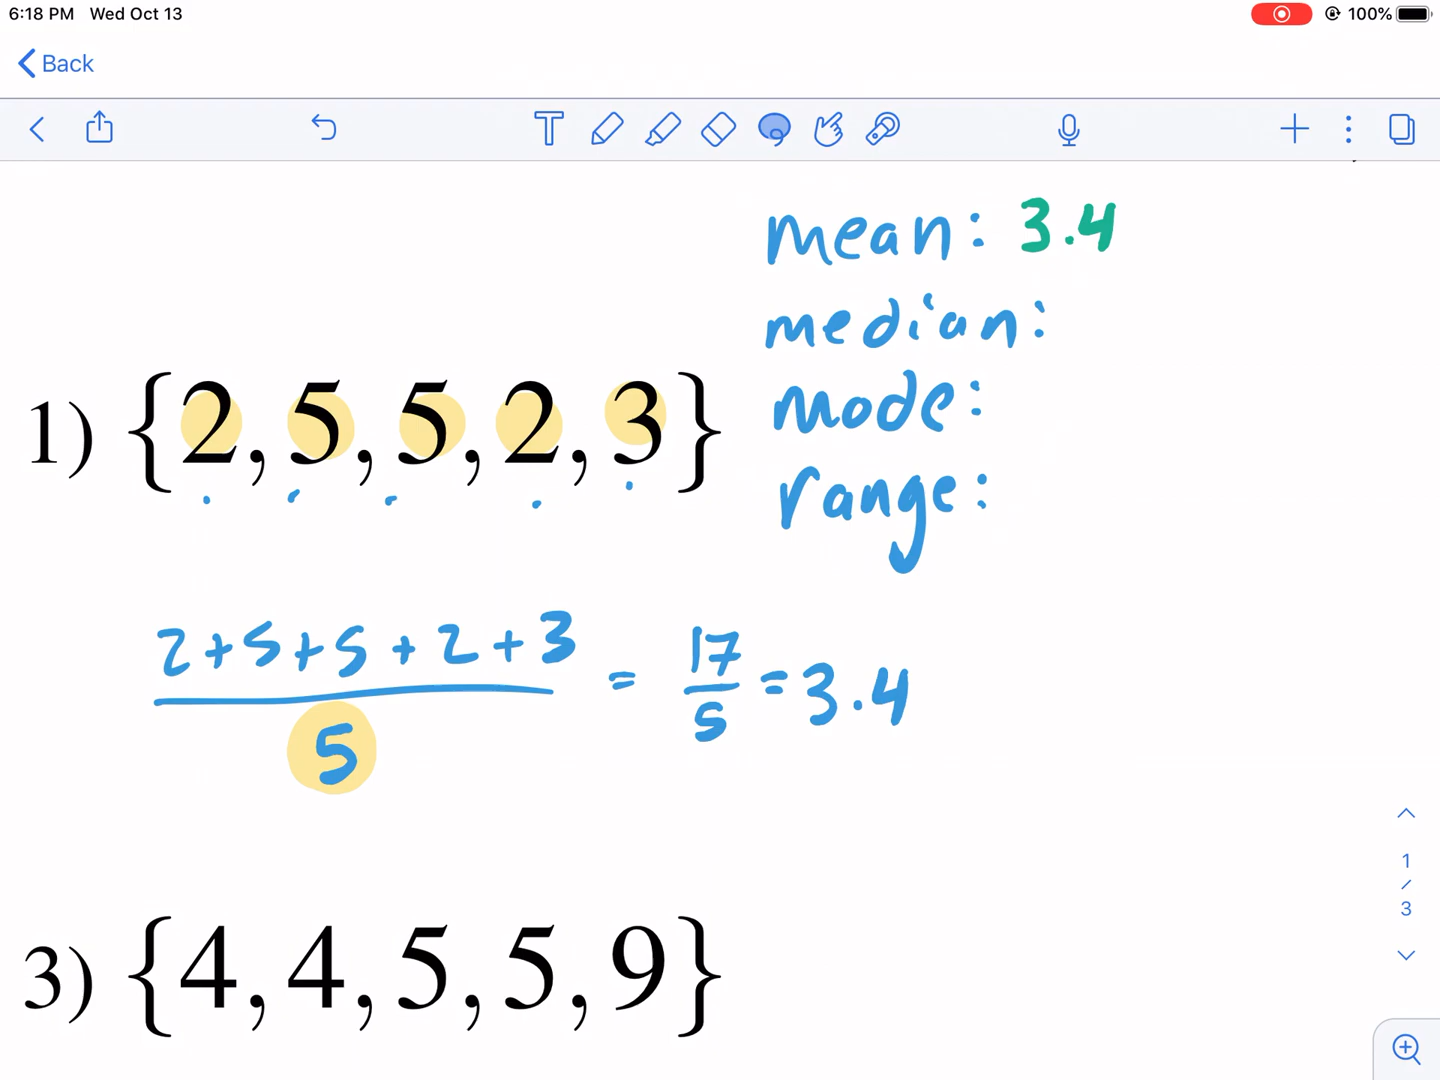 6:18 PM Wed Oct 13 100%
Back
T
mean: 3.4
median:
1) {2, 5, 5, 2, 3}
mode:
range:
2+5+5+2+3
5
= 17/5 = 3.4
1
/
3
3) {4, 4, 5, 5, 9}